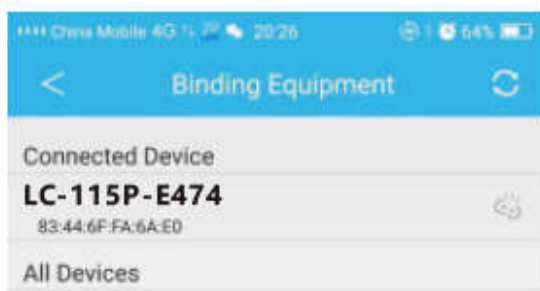 China Mobile 4G 20:26 64%
Binding Equipment
Connected Device
LC-115P-E474
83:44:6F:FA:6A:E0
All Devices